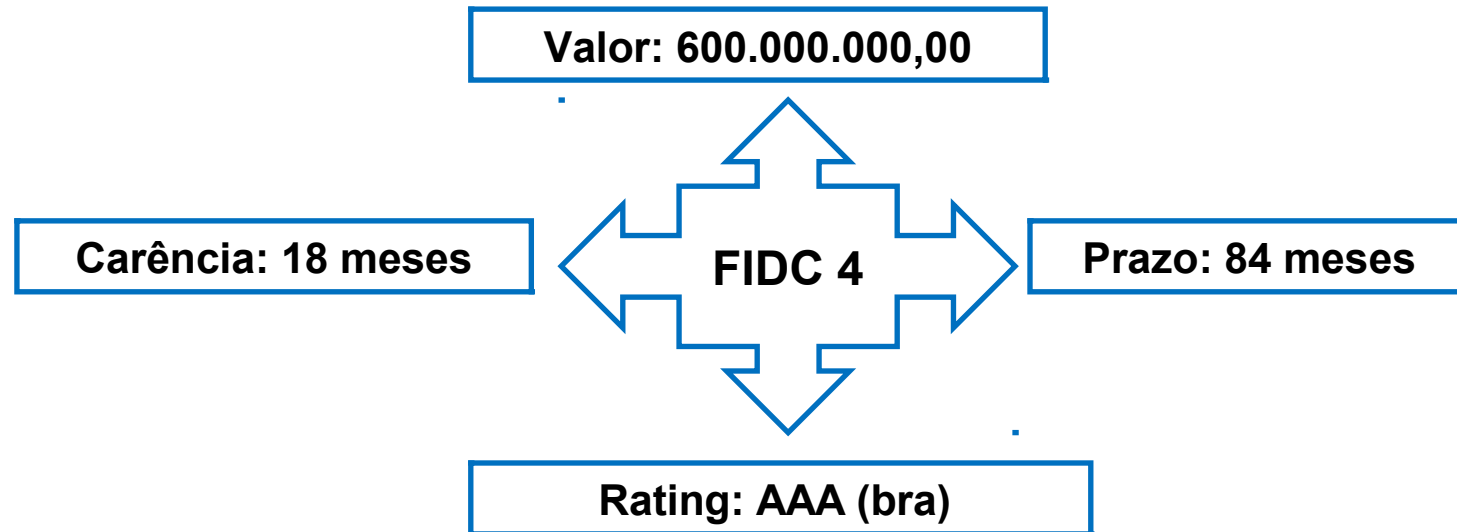 Valor: 600.000.000,00
Carência: 18 meses
FIDC 4
Prazo: 84 meses
Rating: AAA (bra)